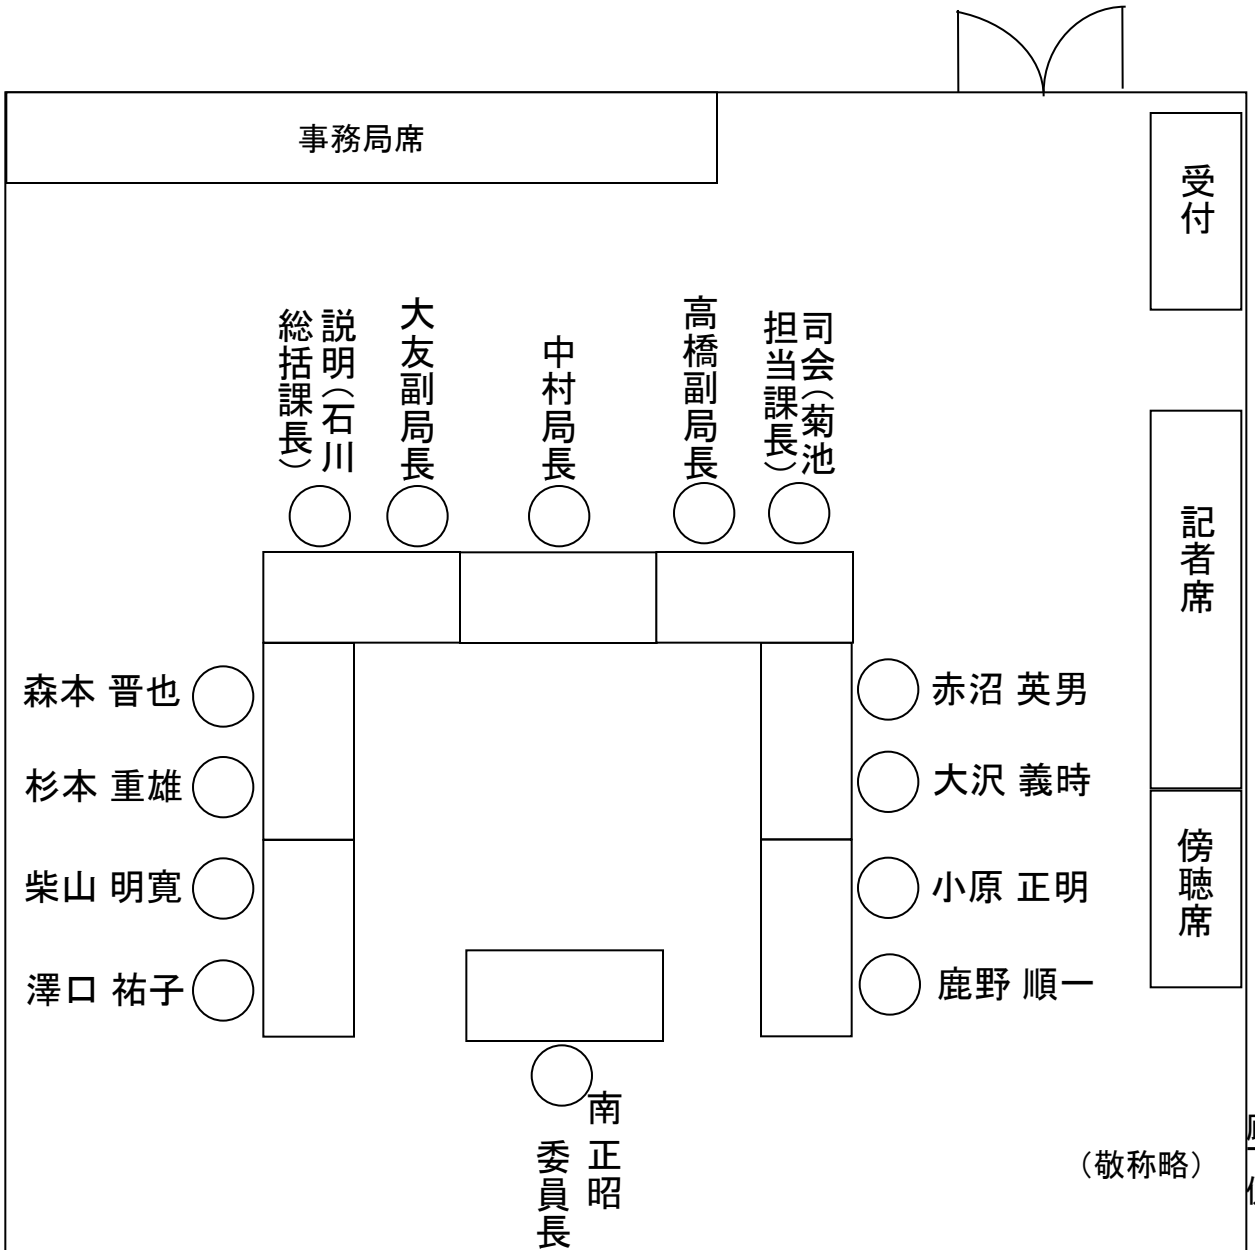 事務局席
受付
説明（石川
総括課長）
大友副局長
中村局長
高橋副局長
司会（菊池
担当課長）
記者席
森本 晋也
赤沼 英男
杉本 重雄
大沢 義時
柴山 明寛
小原 正明
傍聴席
澤口 祐子
鹿野 順一
南 正昭
委員長
（敬称略）